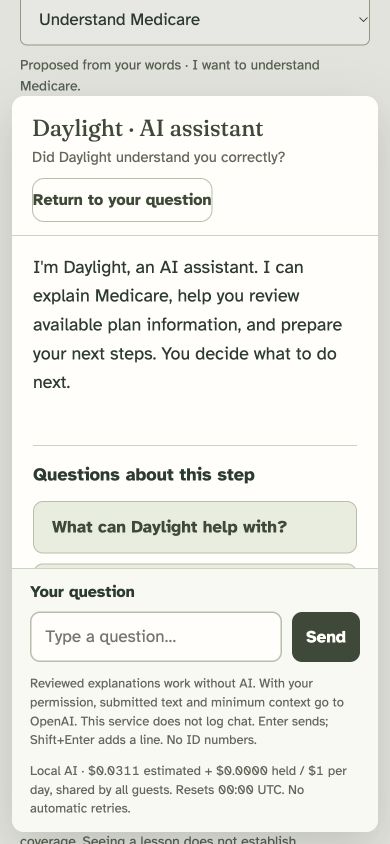 Understand Medicare
Proposed from your words · I want to understand
Medicare.
Daylight · AI assistant
Did Daylight understand you correctly?
Return to your question
I'm Daylight, an AI assistant. I can
explain Medicare, help you review
available plan information, and prepare
your next steps. You decide what to do
next.
Questions about this step
What can Daylight help with?
Your question
Type a question...
Send
Reviewed explanations work without AI. With your
permission, submitted text and minimum context go to
OpenAI. This service does not log chat. Enter sends;
Shift+Enter adds a line. No ID numbers.
Local AI · $0.0311 estimated + $0.0000 held / $1 per
day, shared by all guests. Resets 00:00 UTC. No
automatic retries.
coverage. Seeing a lesson does not establish